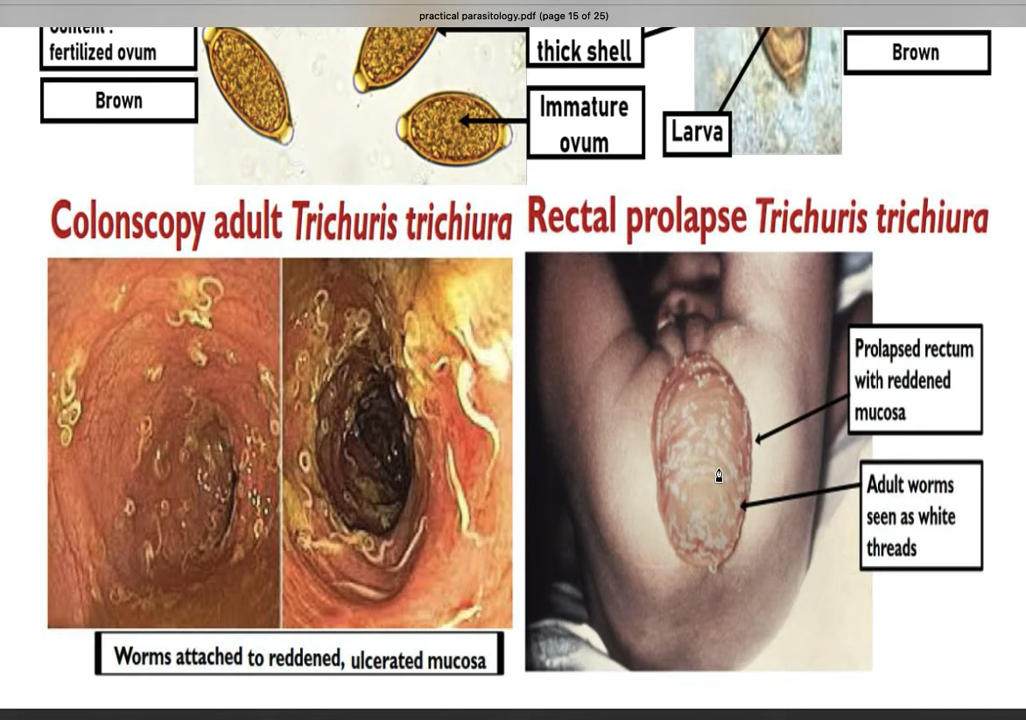 practical parasitology.pdf (page 15 of 25)
Content :
fertilized ovum
Brown
thick shell
Immature
ovum
Larva
Brown
Colonscopy adult Trichuris trichiura
Rectal prolapse Trichuris trichiura
Prolapsed rectum
with reddened
mucosa
Adult worms
seen as white
threads
Worms attached to reddened, ulcerated mucosa